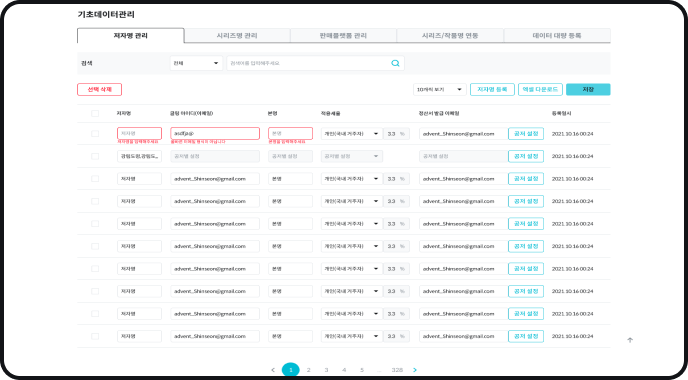 기초데이터관리
저자명 관리 시리즈명 관리 판매플랫폼 관리 시리즈/작품명 연동 데이터 대량 등록
검색 전체 검색어를 입력해주세요
선택 삭제 10개씩 보기 저자명 등록 엑셀 다운로드 저장
저자명 결합 아이디(이메일) 본명 적용세율 정산서 발급 이메일 등록일시
저자명 asdf@@ 본명 개인(국내 거주자) 3.3 % advent_Shinseon@gmail.com 공저 설정 2021.10.16 00:24
저자명을 입력해주세요 올바른 이메일 형식이 아닙니다 본명을 입력해주세요
공저별 설정 공저별 설정 공저별 설정 공저별 설정 공저 설정 2021.10.16 00:24
저자명 advent_Shinseon@gmail.com 본명 개인(국내 거주자) 3.3 % advent_Shinseon@gmail.com 공저 설정 2021.10.16 00:24
저자명 advent_Shinseon@gmail.com 본명 개인(국내 거주자) 3.3 % advent_Shinseon@gmail.com 공저 설정 2021.10.16 00:24
저자명 advent_Shinseon@gmail.com 본명 개인(국내 거주자) 3.3 % advent_Shinseon@gmail.com 공저 설정 2021.10.16 00:24
저자명 advent_Shinseon@gmail.com 본명 개인(국내 거주자) 3.3 % advent_Shinseon@gmail.com 공저 설정 2021.10.16 00:24
저자명 advent_Shinseon@gmail.com 본명 개인(국내 거주자) 3.3 % advent_Shinseon@gmail.com 공저 설정 2021.10.16 00:24
저자명 advent_Shinseon@gmail.com 본명 개인(국내 거주자) 3.3 % advent_Shinseon@gmail.com 공저 설정 2021.10.16 00:24
저자명 advent_Shinseon@gmail.com 본명 개인(국내 거주자) 3.3 % advent_Shinseon@gmail.com 공저 설정 2021.10.16 00:24
저자명 advent_Shinseon@gmail.com 본명 개인(국내 거주자) 3.3 % advent_Shinseon@gmail.com 공저 설정 2021.10.16 00:24
< 1 2 3 4 5 ... 328 >